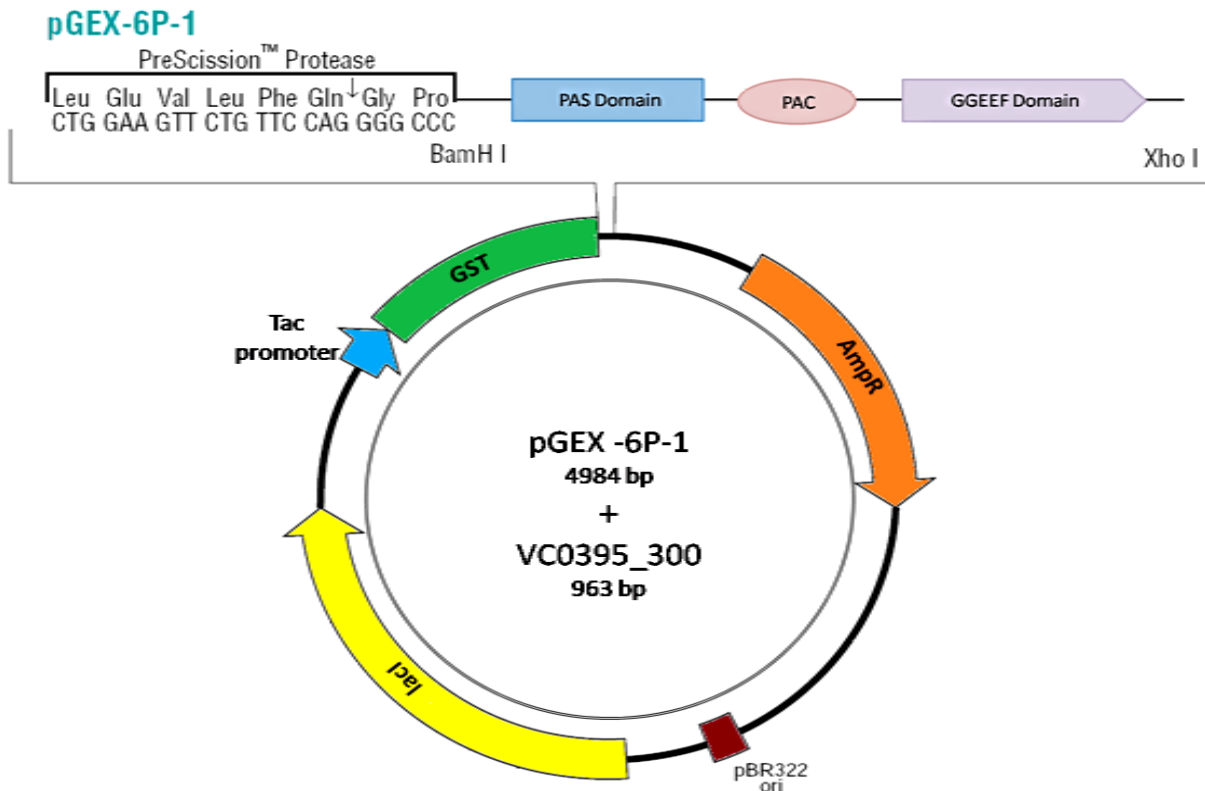 pGEX-6P-1
PreScission™ Protease
Leu Glu Val Leu Phe Gln↓Gly Pro
CTG GAA GTT CTG TTC CAG GGG CCC
PAS Domain
PAC
GGEEF Domain
BamH I
Xho I
GST
Tac
promoter
AmpR
pGEX -6P-1
4984 bp
+
VC0395_300
963 bp
lacI
pBR322
ori